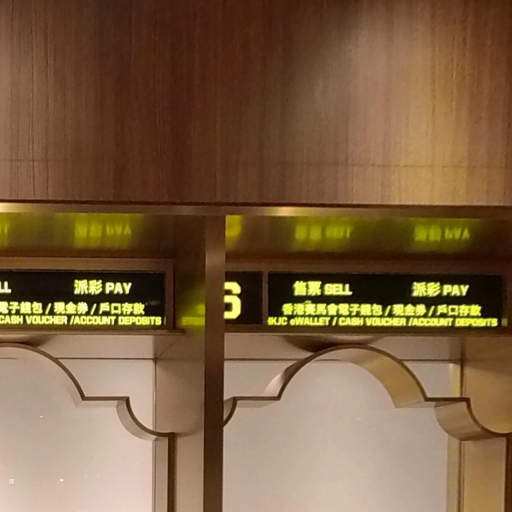 LL 派彩 PAY
電子錢包 / 現金券 / 戶口存款
CASH VOUCHER /ACCOUNT DEPOSITS
6
售票 SELL 派彩 PAY
香港賽馬會電子錢包 / 現金券 / 戶口存款
HKJC eWALLET / CASH VOUCHER /ACCOUNT DEPOSITS